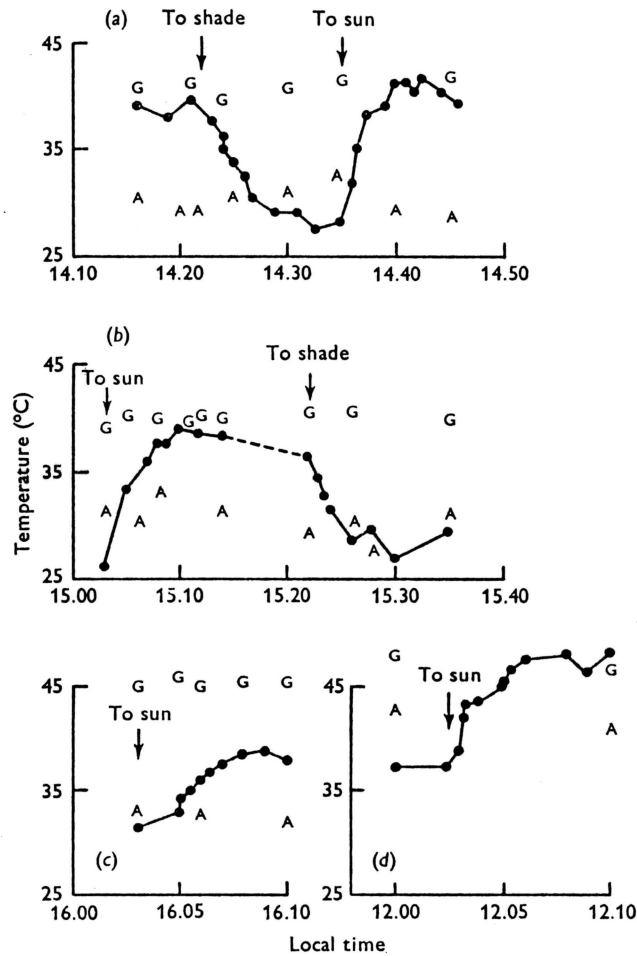 (a) To shade To sun
45
G G G G G G
35
A A A A A A A A
25
14.10 14.20 14.30 14.40 14.50
(b) To shade
45
To sun
G G G G G G G G G
35
A A A A A A A A
25
15.00 15.10 15.20 15.30 15.40
Temperature (°C)
45
G G G G G
To sun
35
A A A
(c)
25
16.00 16.05 16.10
G
45
To sun
G
A A
35
(d)
25
12.00 12.05 12.10
Local time